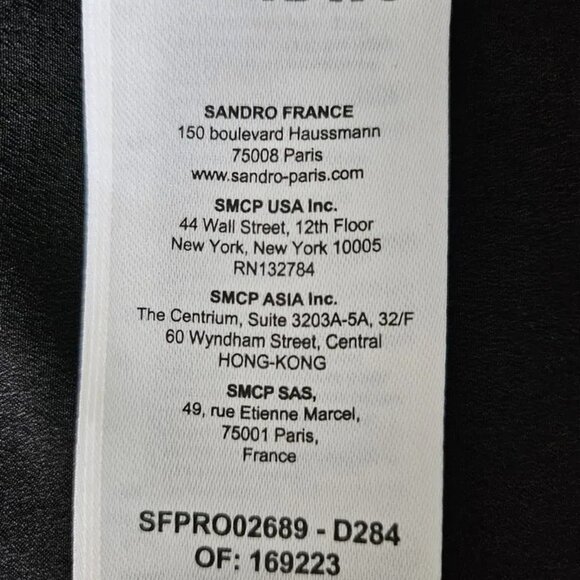 SANDRO FRANCE
150 boulevard Haussmann
75008 Paris
www.sandro-paris.com
SMCP USA Inc.
44 Wall Street, 12th Floor
New York, New York 10005
RN132784
SMCP ASIA Inc.
The Centrium, Suite 3203A-5A, 32/F
60 Wyndham Street, Central
HONG-KONG
SMCP SAS,
49, rue Etienne Marcel,
75001 Paris,
France
SFPRO02689 - D284
OF: 169223